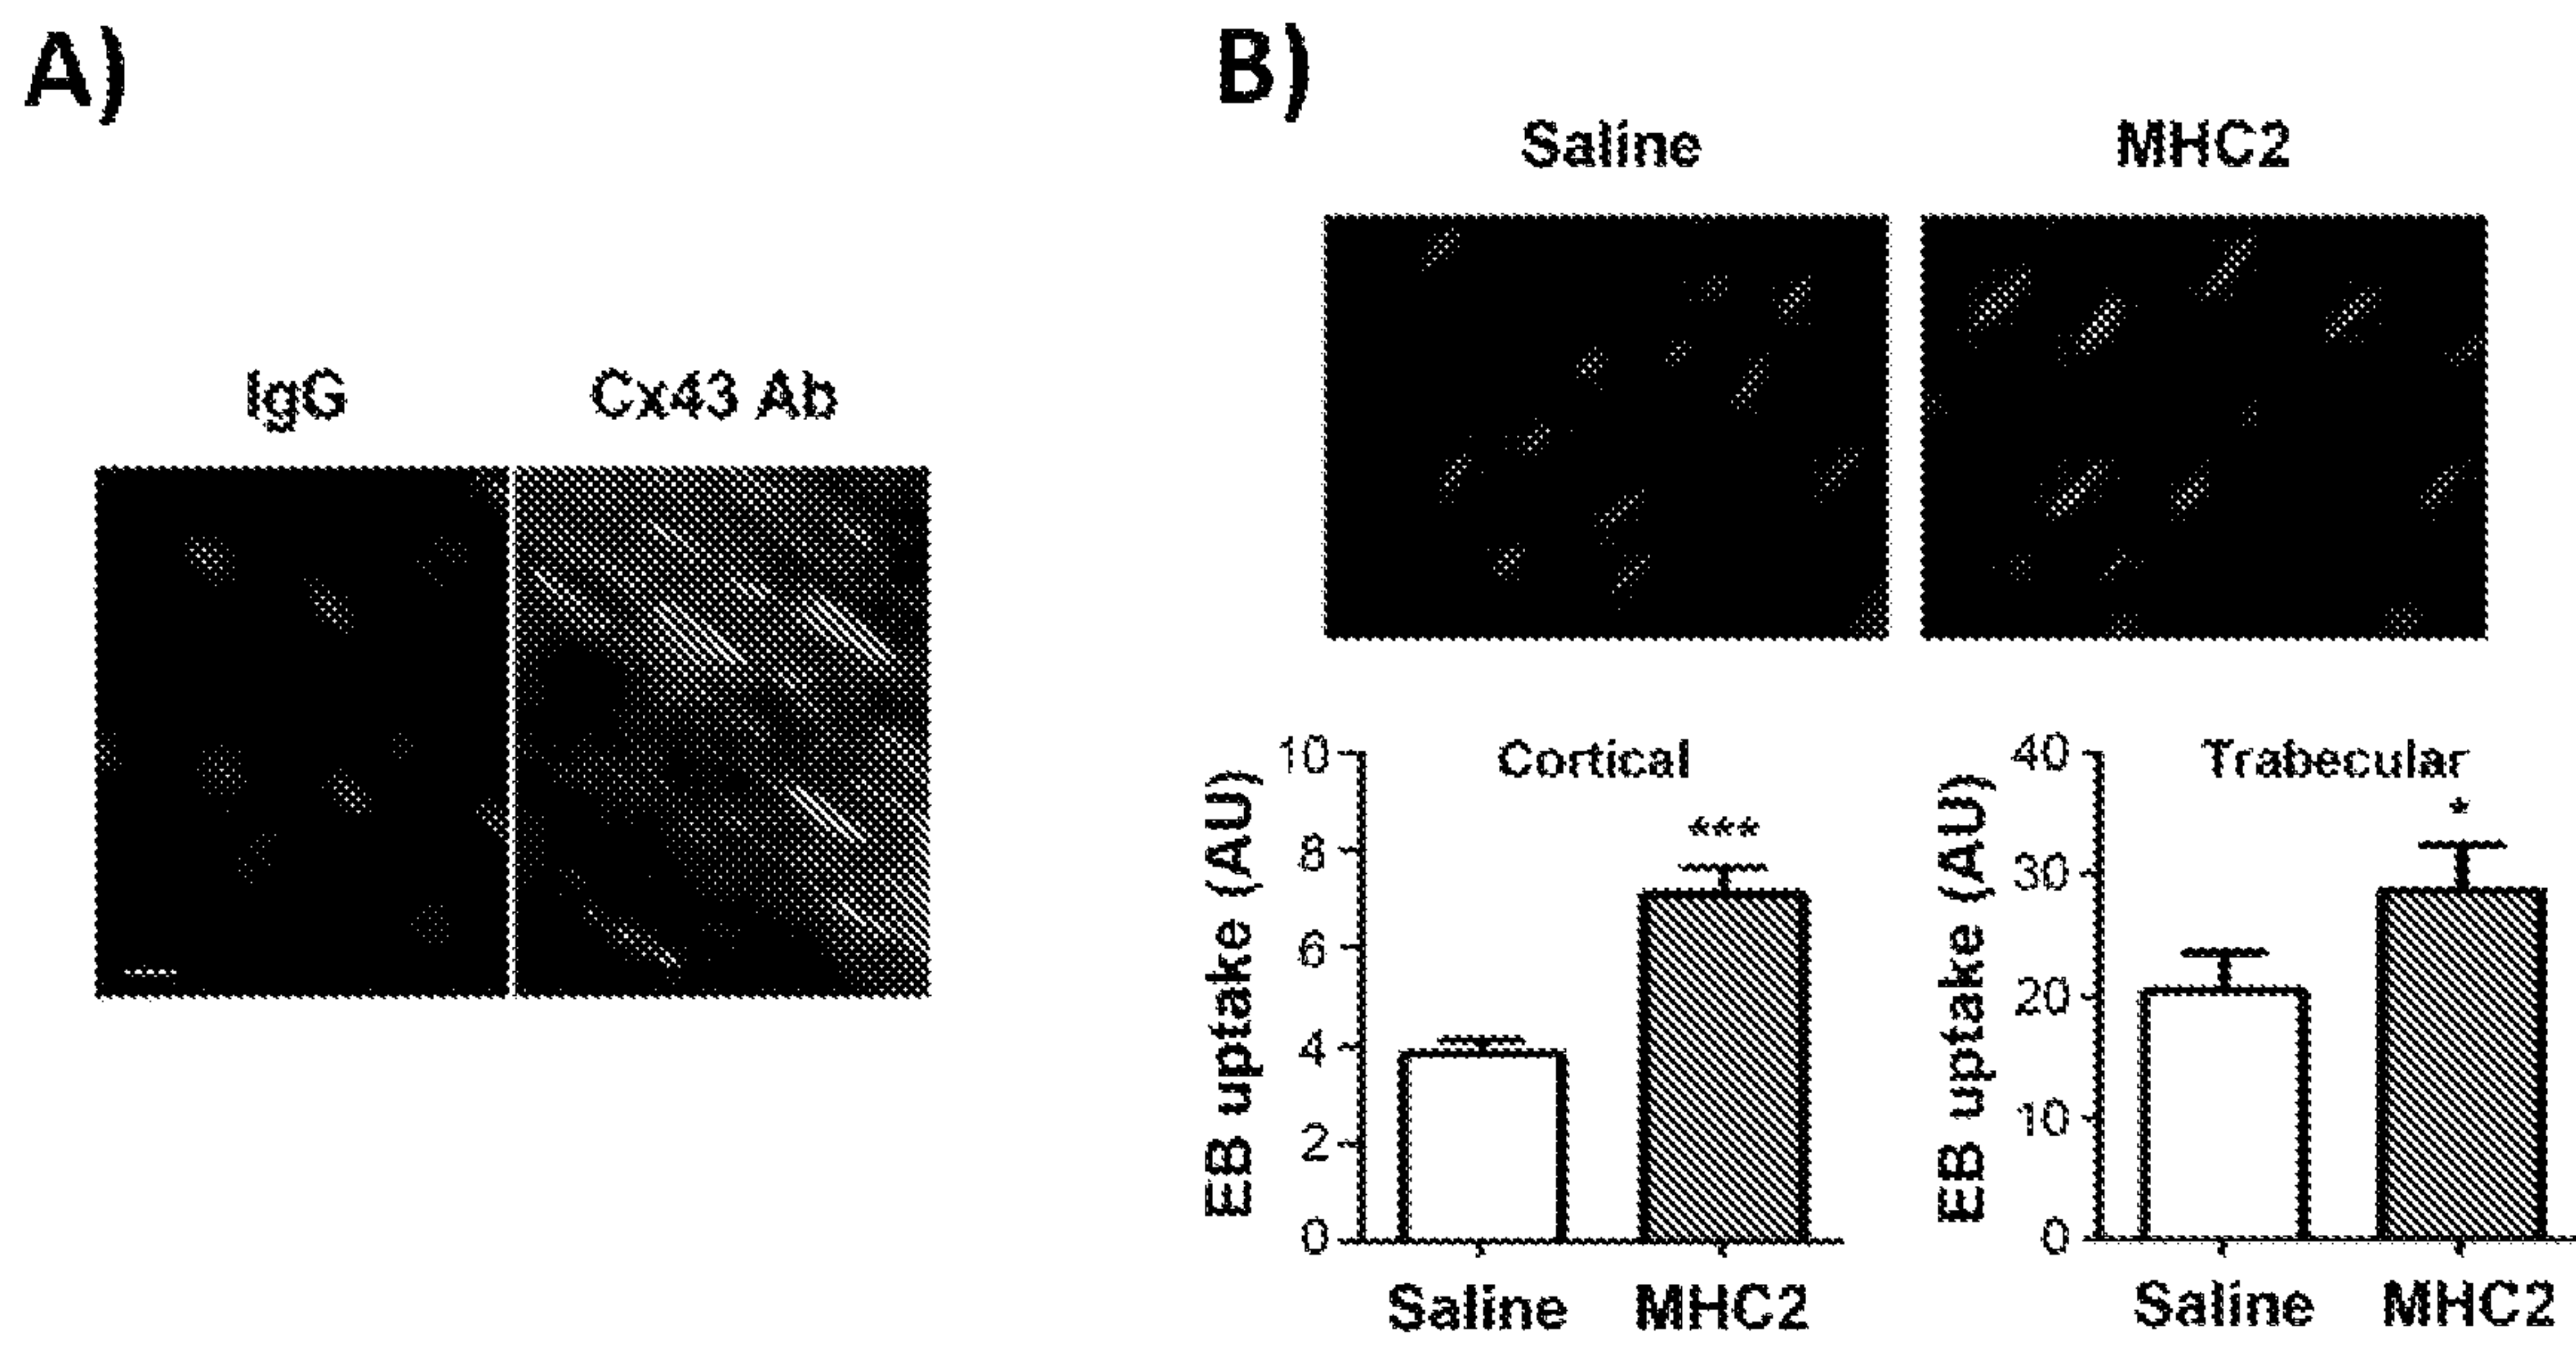 A)
IgG Cx43 Ab
B)
Saline MHC2
Cortical
EB uptake (AU)
10
8
6
4
2
0
***
Saline MHC2
Trabecular
EB uptake (AU)
40
30
20
10
0
*
Saline MHC2